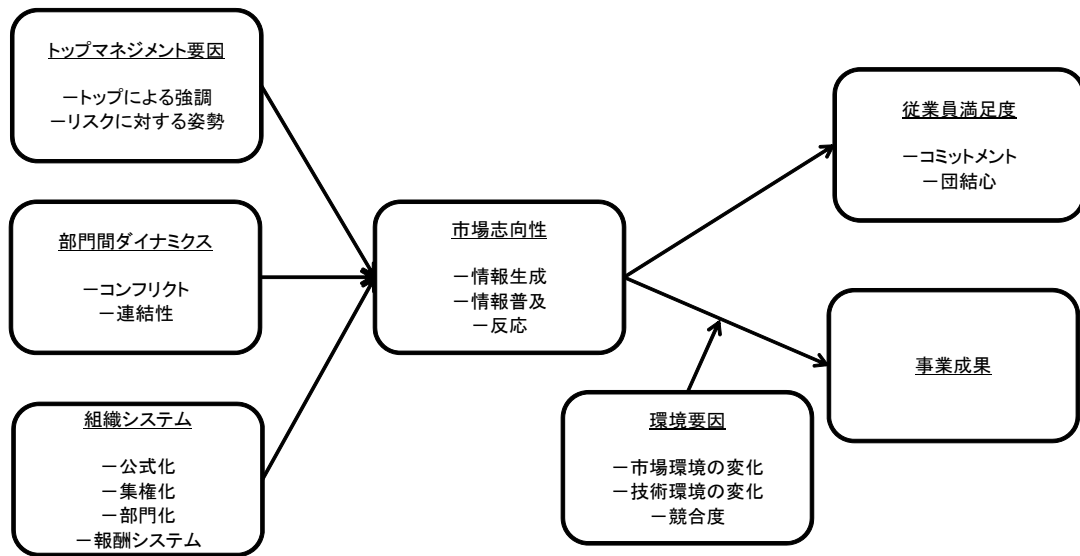 トップマネジメント要因
ートップによる強調
ーリスクに対する姿勢
部門間ダイナミクス
ーコンフリクト
ー連結性
組織システム
ー公式化
ー集権化
ー部門化
ー報酬システム
市場志向性
ー情報生成
ー情報普及
ー反応
従業員満足度
ーコミットメント
ー団結心
事業成果
環境要因
ー市場環境の変化
ー技術環境の変化
ー競合度